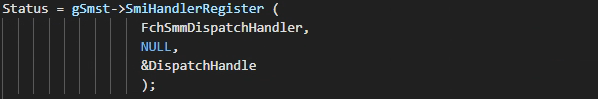 Status = gSmst->SmiHandlerRegister (
FchSmmDispatchHandler,
NULL,
&DispatchHandle
);